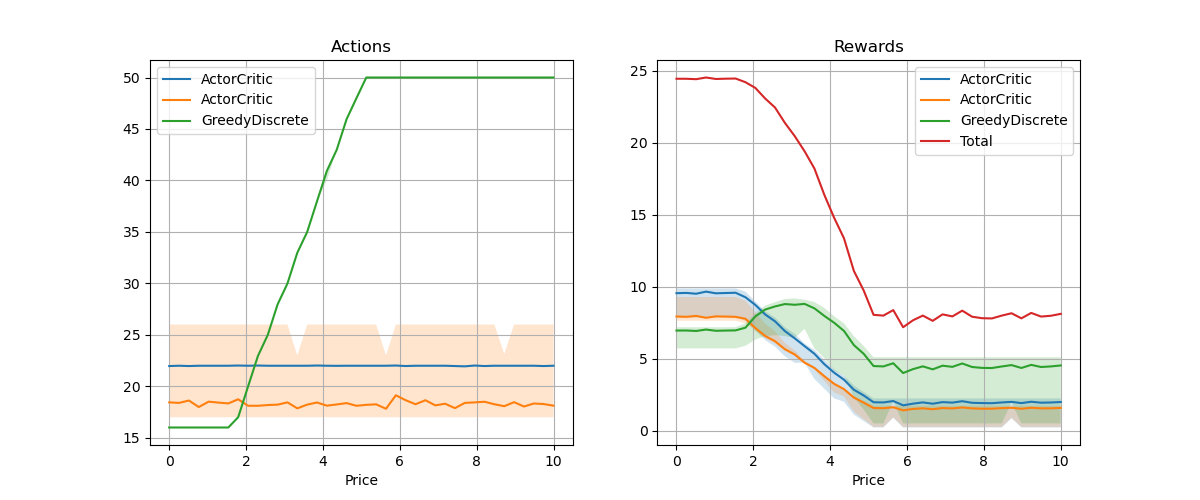 Actions
ActorCritic
ActorCritic
GreedyDiscrete
50
45
40
35
30
25
20
15
0
2
4
6
8
10
Price
Rewards
ActorCritic
ActorCritic
GreedyDiscrete
Total
25
20
15
10
5
0
0
2
4
6
8
10
Price